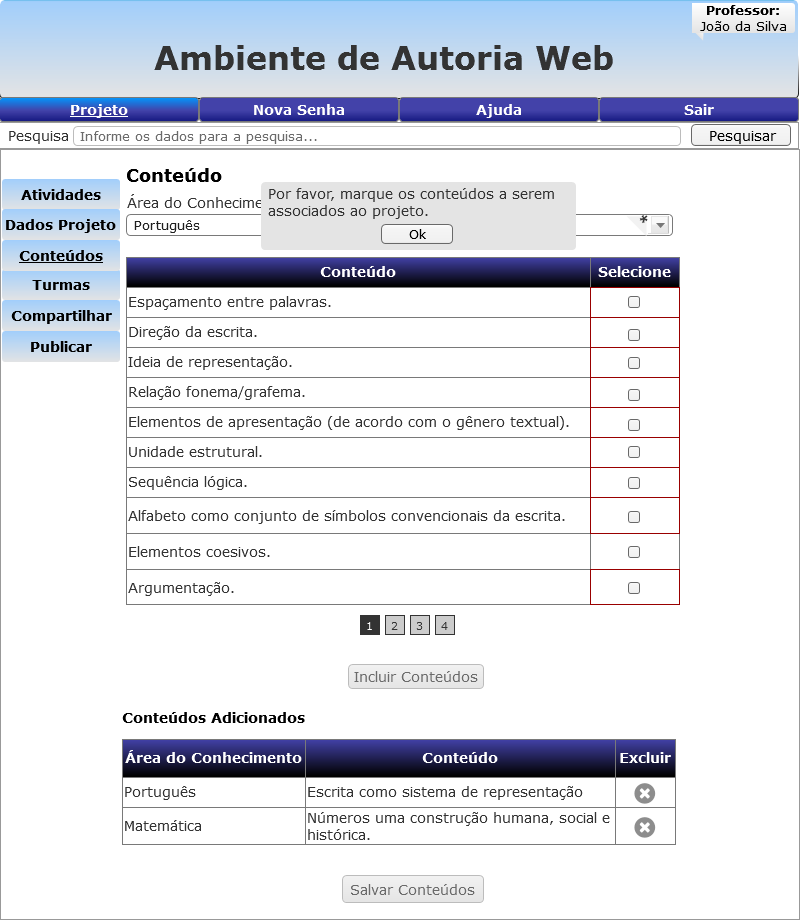 Professor:
João da Silva
Ambiente de Autoria Web
Projeto Nova Senha Ajuda Sair
Pesquisa Informe os dados para a pesquisa... Pesquisar
Conteúdo
Área do Conhecime
Por favor, marque os conteúdos a serem
associados ao projeto.
Ok
Português *
Atividades
Dados Projeto
Conteúdos
Turmas
Compartilhar
Publicar
Conteúdo Selecione
Espaçamento entre palavras.
Direção da escrita.
Ideia de representação.
Relação fonema/grafema.
Elementos de apresentação (de acordo com o gênero textual).
Unidade estrutural.
Sequência lógica.
Alfabeto como conjunto de símbolos convencionais da escrita.
Elementos coesivos.
Argumentação.
1 2 3 4
Incluir Conteúdos
Conteúdos Adicionados
Área do Conhecimento Conteúdo Excluir
Português Escrita como sistema de representação
Matemática Números uma construção humana, social e
histórica.
Salvar Conteúdos